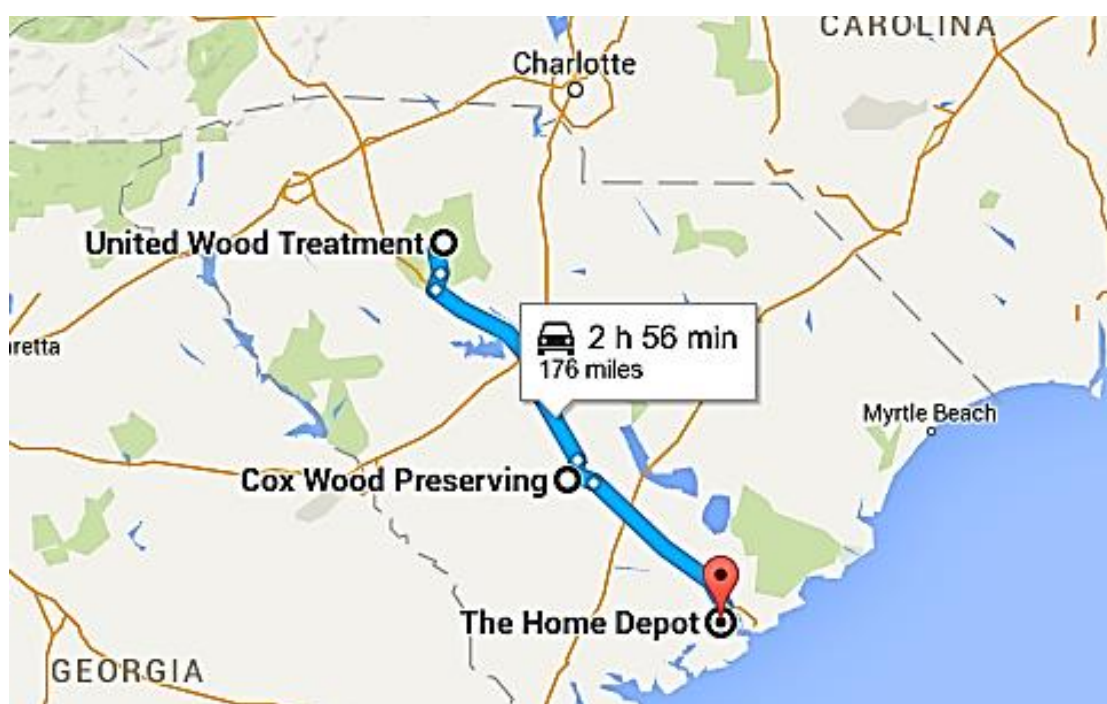 CAROLINA
Charlotte
United Wood Treatment
2 h 56 min
176 miles
retta
Myrtle Beach
Cox Wood Preserving
The Home Depot
GEORGIA